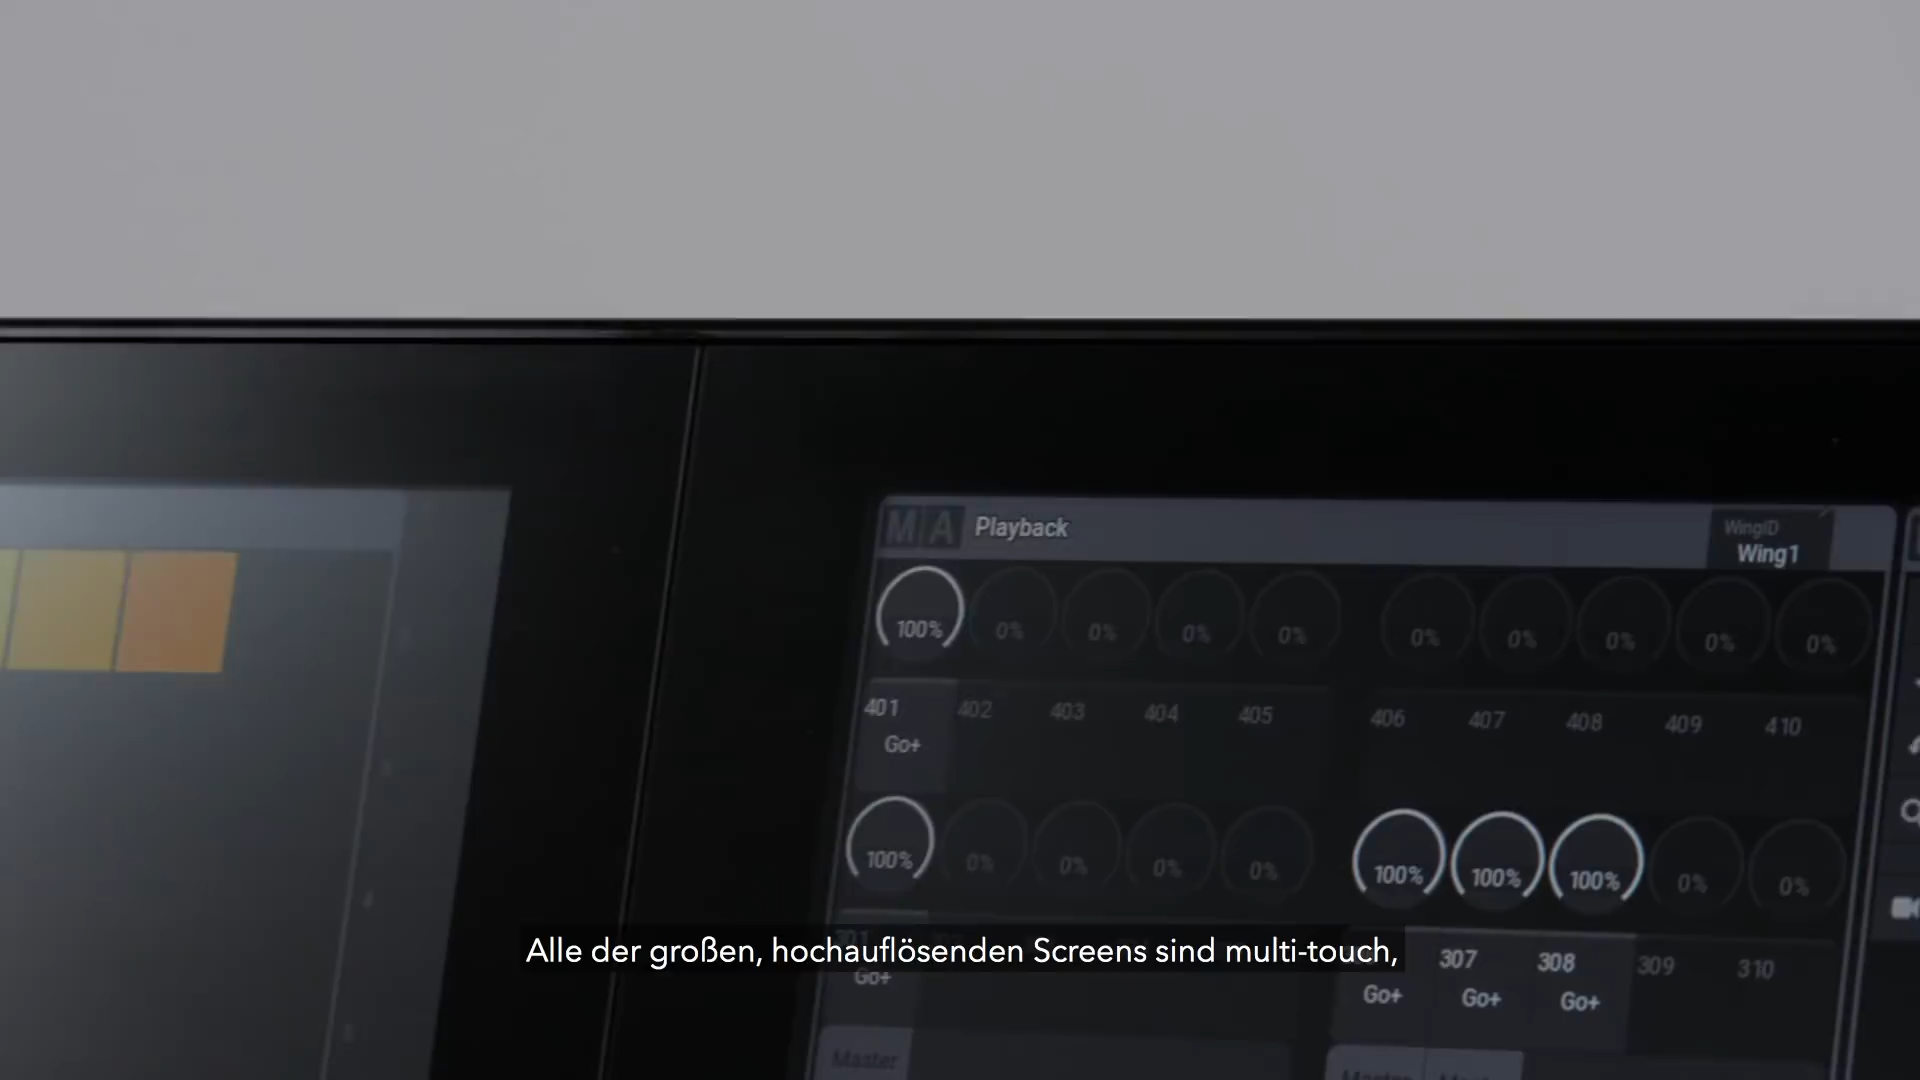 MA Playback
WingID
Wing1
100% 0% 0% 0% 0% 0% 0% 0% 0% 0%
401 402 403 404 405 406 407 408 409 410
Go+
100% 0% 0% 0% 0% 100% 100% 100% 0% 0%
307 308 309 310
Go+ Go+ Go+ Go+
Alle der großen, hochauflösenden Screens sind multi-touch,
Master